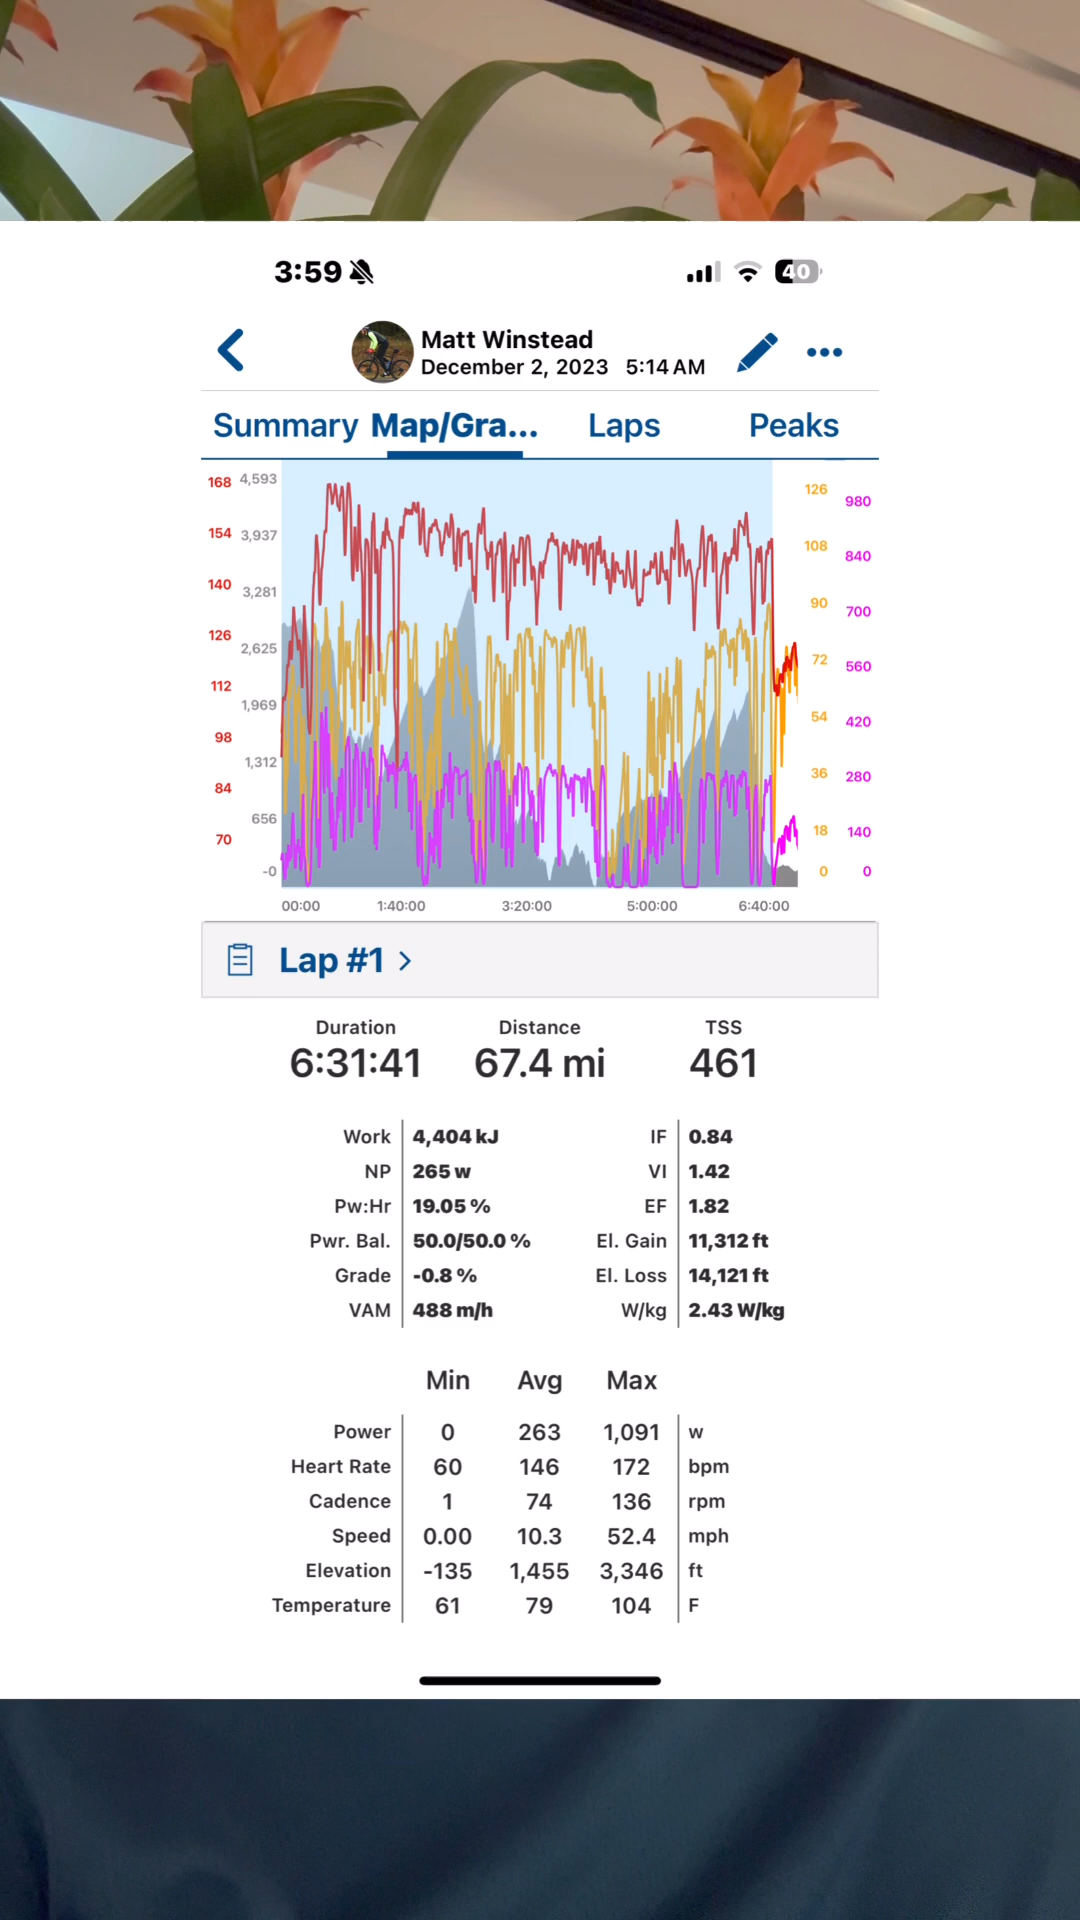 3:59 40
Matt Winstead
December 2, 2023 5:14 AM
Summary Map/Gra... Laps Peaks
168 4,593 126 980
154 3,937 108 840
140 3,281 90 700
126 2,625 72 560
112 1,969 54 420
98 1,312 36 280
84 656 18 140
70 -0 0 0
00:00 1:40:00 3:20:00 5:00:00 6:40:00
Lap #1 >
Duration Distance TSS
6:31:41 67.4 mi 461
Work 4,404 kJ IF 0.84
NP 265 w VI 1.42
Pw:Hr 19.05 % EF 1.82
Pwr. Bal. 50.0/50.0 % El. Gain 11,312 ft
Grade -0.8 % El. Loss 14,121 ft
VAM 488 m/h W/kg 2.43 W/kg
Min Avg Max
Power 0 263 1,091 w
Heart Rate 60 146 172 bpm
Cadence 1 74 136 rpm
Speed 0.00 10.3 52.4 mph
Elevation -135 1,455 3,346 ft
Temperature 61 79 104 F